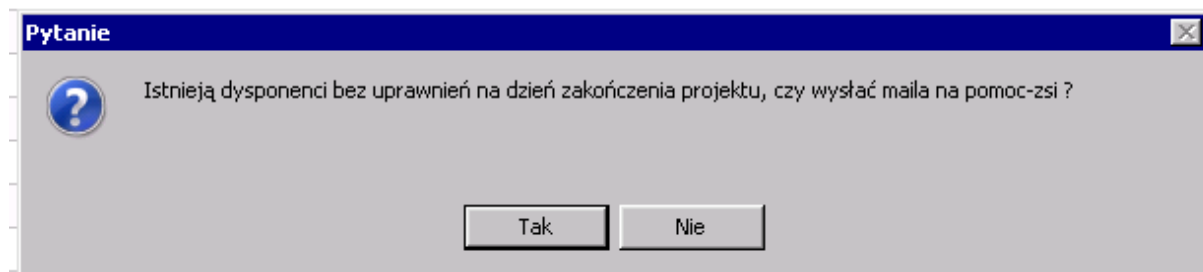 Pytanie
Istnieją dysponenci bez uprawnień na dzień zakończenia projektu, czy wysłać maila na pomoc-zsi ?
Tak
Nie